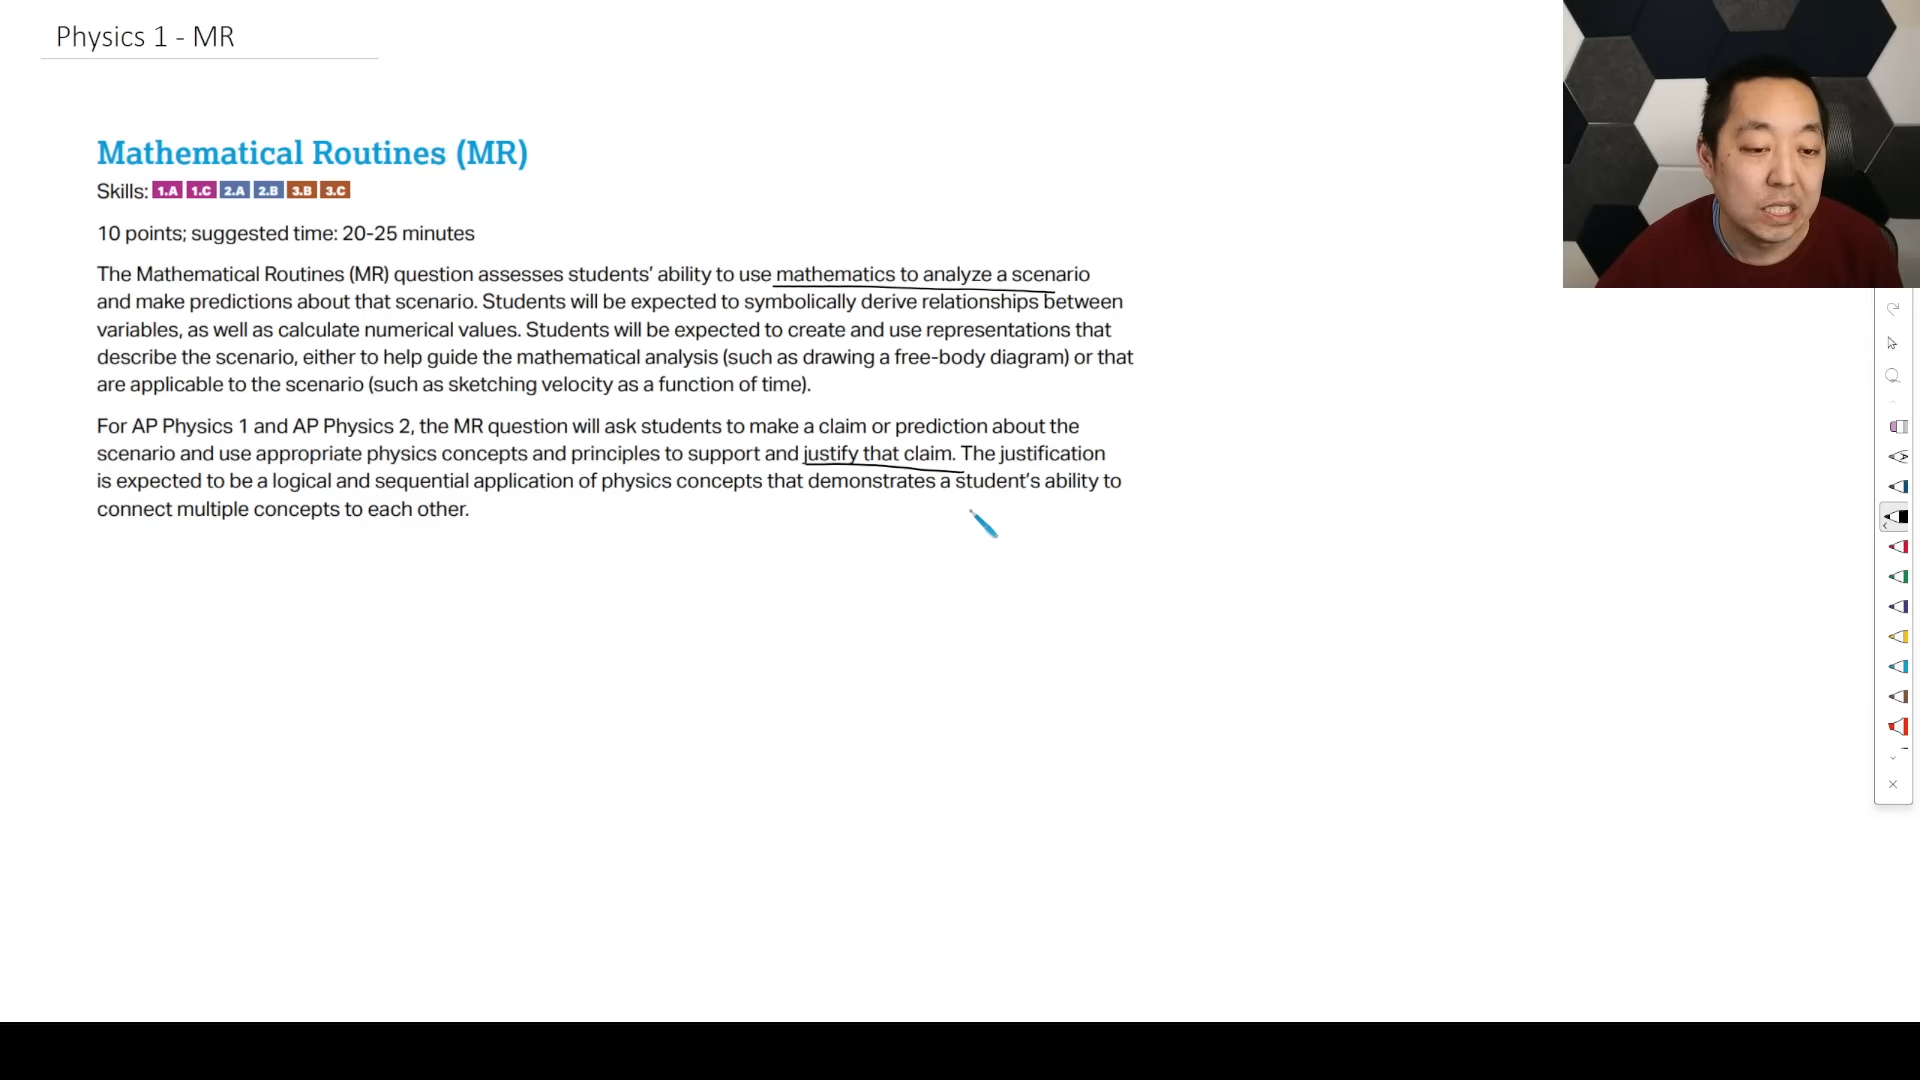 Physics 1 - MR
Mathematical Routines (MR)
Skills: 1.A 1.C 2.A 2.B 3.B 3.C
10 points; suggested time: 20-25 minutes
The Mathematical Routines (MR) question assesses students’ ability to use mathematics to analyze a scenario
and make predictions about that scenario. Students will be expected to symbolically derive relationships between
variables, as well as calculate numerical values. Students will be expected to create and use representations that
describe the scenario, either to help guide the mathematical analysis (such as drawing a free-body diagram) or that
are applicable to the scenario (such as sketching velocity as a function of time).
For AP Physics 1 and AP Physics 2, the MR question will ask students to make a claim or prediction about the
scenario and use appropriate physics concepts and principles to support and justify that claim. The justification
is expected to be a logical and sequential application of physics concepts that demonstrates a student’s ability to
connect multiple concepts to each other.